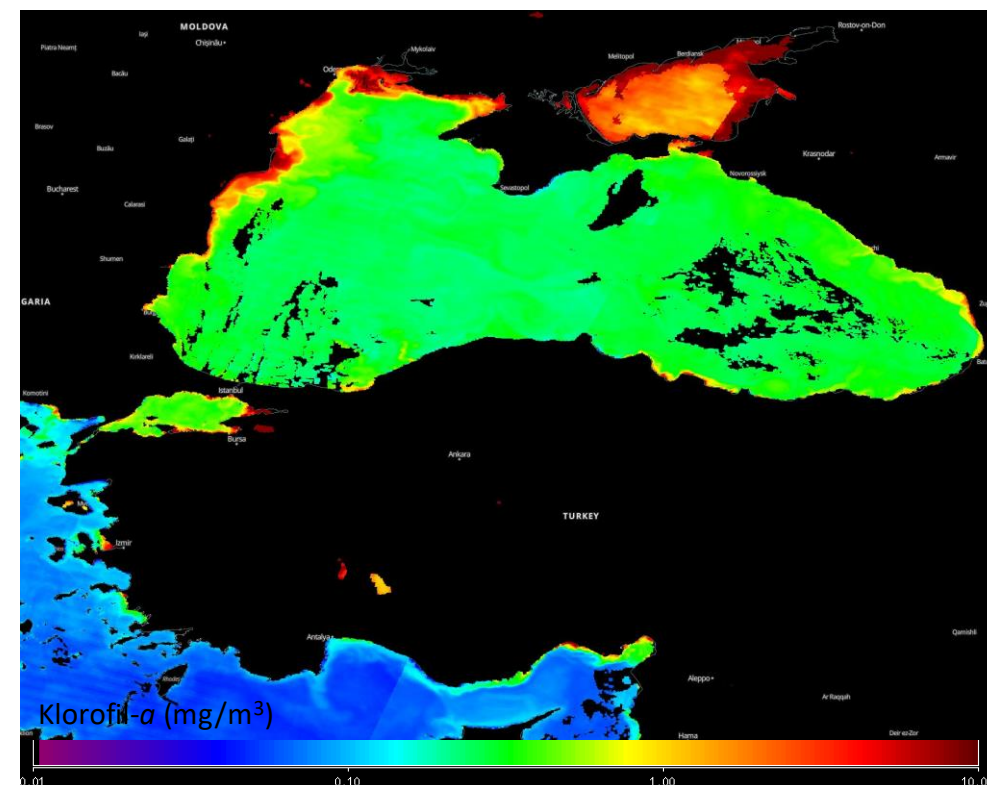 MOLDOVA
Rostov-on-Don
Iași
Chișinău
Piatra Neamț
Mykolaiv
Melitopol
Berdiansk
Bacău
Brasov
Galați
Buzău
Krasnodar
Armavir
Novorossiysk
Bucharest
Sevastopol
Calarasi
Shumen
GARIA
Kirklareli
Istanbul
Komotini
Bursa
Ankara
TURKEY
Izmir
Antalya
Qamishli
Rhodes
Aleppo
Ar Raqqah
Klorofil-a (mg/m³)
Hama
Deir ez-Zor
0.01 0.10 1.00 10.0